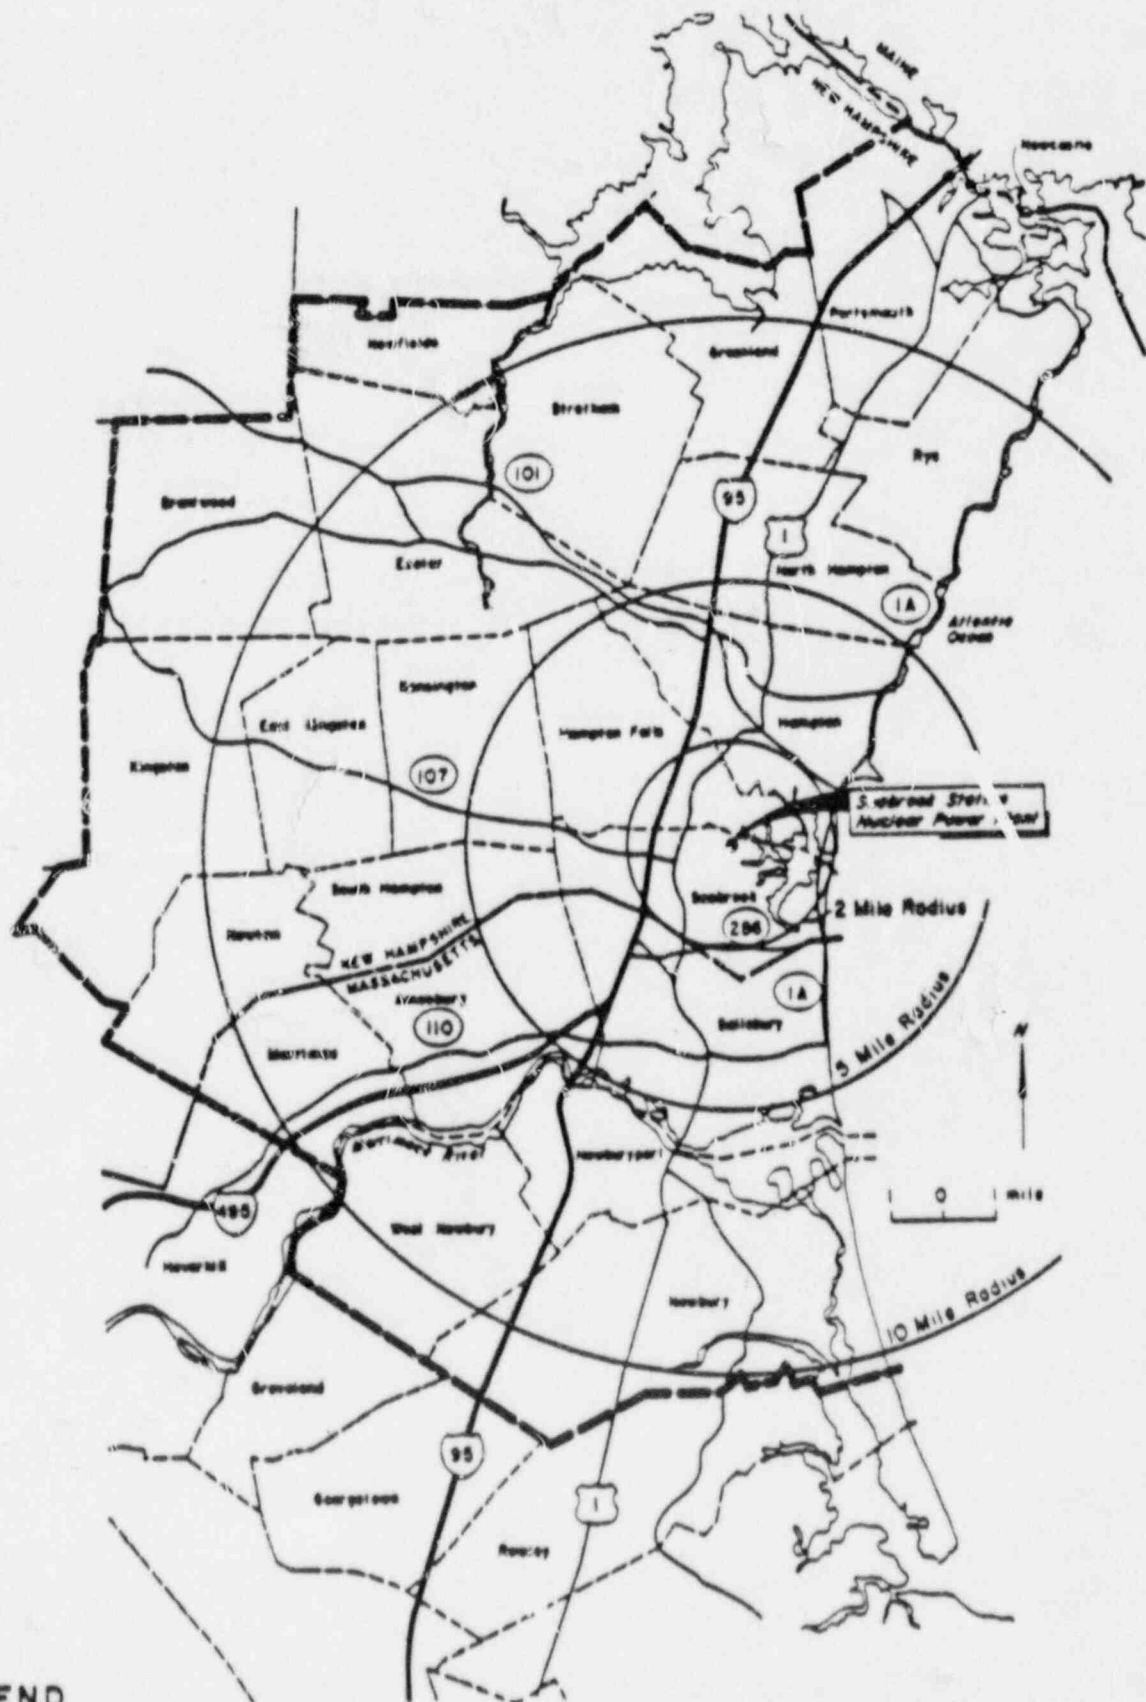 MAINE
NEW HAMPSHIRE
Newcastle
Portsmouth
Newfields
Greenland
Stratham
Rye
101
95
Brentwood
1
Exeter
North Hampton
1A
Atlantic
Ocean
Kensington
East Kingston
Hampton Falls
Hampton
Kingston
107
Seabrook Station
Nuclear Power Plant
South Hampton
Seabrook
2 Mile Radius
286
Newton
NEW HAMPSHIRE
MASSACHUSETTS
Amesbury
1A
110
Salisbury
5 Mile Radius
N
Merrimac
Merrimack River
Newburyport
0 1 mile
495
West Newbury
Haverhill
Newbury
10 Mile Radius
Groveland
95
Georgetown
1
Rowley
END